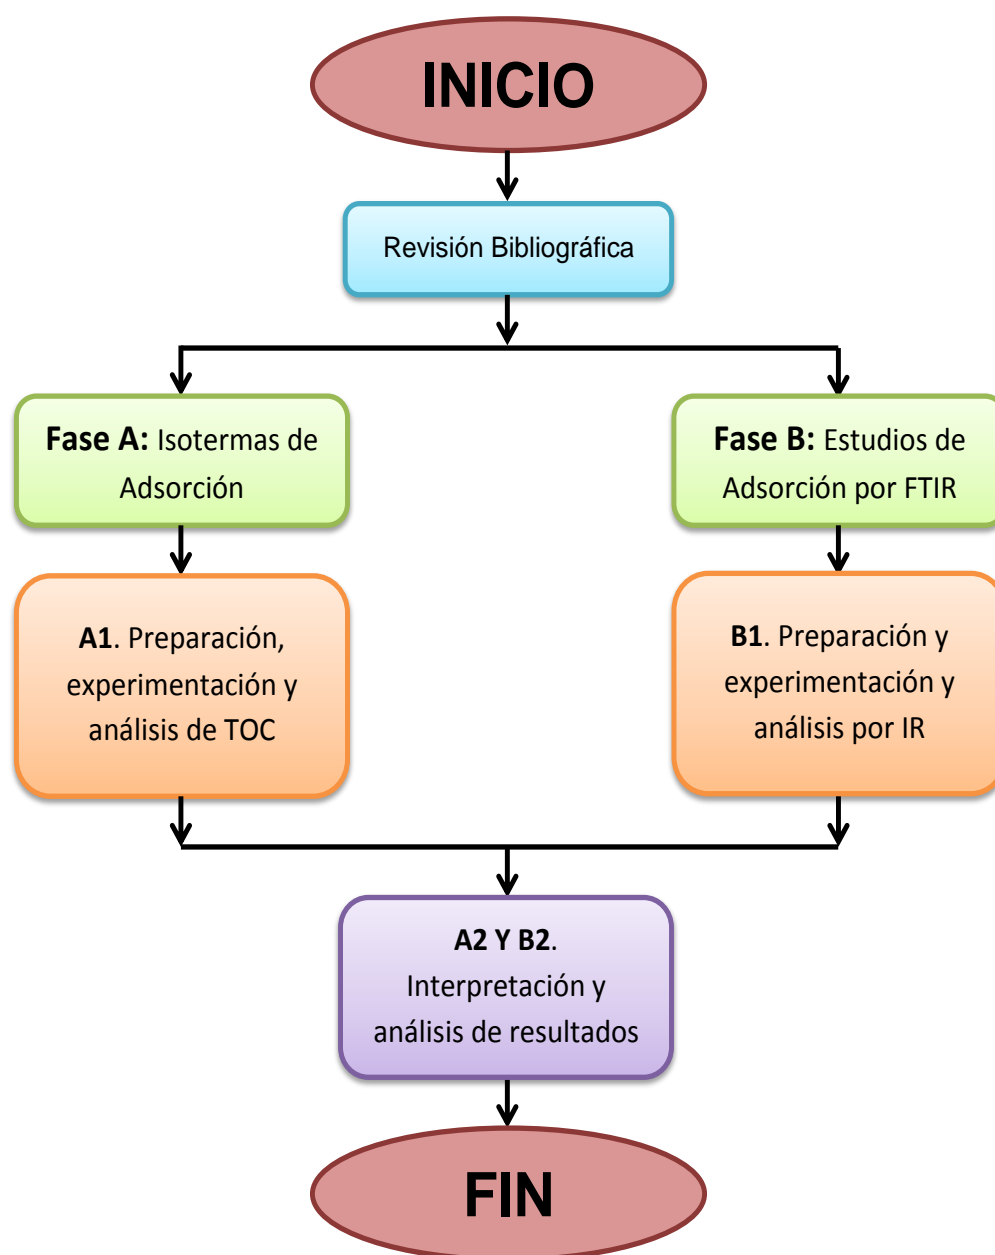 INICIO
Revisión Bibliográfica
Fase A: Isotermas de
Adsorción
Fase B: Estudios de
Adsorción por FTIR
A1. Preparación,
experimentación y
análisis de TOC
B1. Preparación y
experimentación y
análisis por IR
A2 Y B2.
Interpretación y
análisis de resultados
FIN